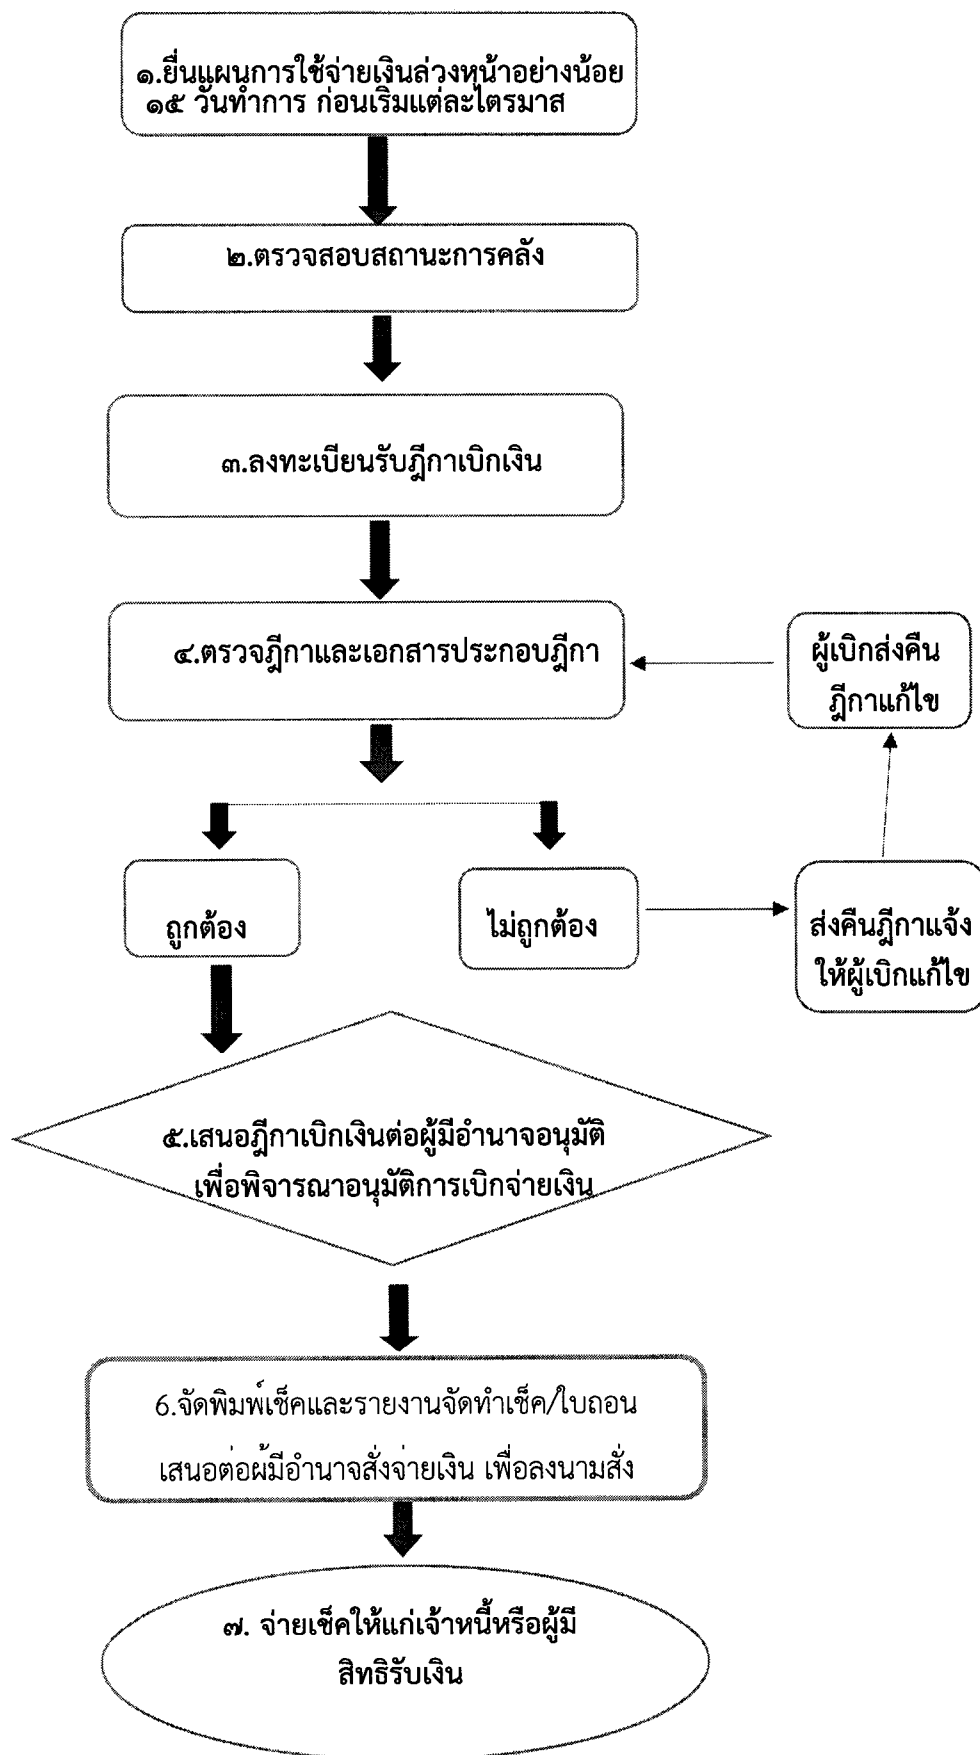 ๑.ยื่นแผนการใช้จ่ายเงินล่วงหน้าอย่างน้อย
๑๕ วันทำการ ก่อนเริ่มแต่ละไตรมาส
๒.ตรวจสอบสถานะการคลัง
๓.ลงทะเบียนรับฎีกาเบิกเงิน
๔.ตรวจฎีกาและเอกสารประกอบฎีกา
ผู้เบิกส่งคืน
ฎีกาแก้ไข
ถูกต้อง
ไม่ถูกต้อง
ส่งคืนฎีกาแจ้ง
ให้ผู้เบิกแก้ไข
๕.เสนอฎีกาเบิกเงินต่อผู้มีอำนาจอนุมัติ
เพื่อพิจารณาอนุมัติการเบิกจ่ายเงิน
6.จัดพิมพ์เช็คและรายงานจัดทำเช็ค/ใบถอน
เสนอต่อผู้มีอำนาจสั่งจ่ายเงิน เพื่อลงนามสั่ง
๗. จ่ายเช็คให้แก่เจ้าหนี้หรือผู้มี
สิทธิรับเงิน